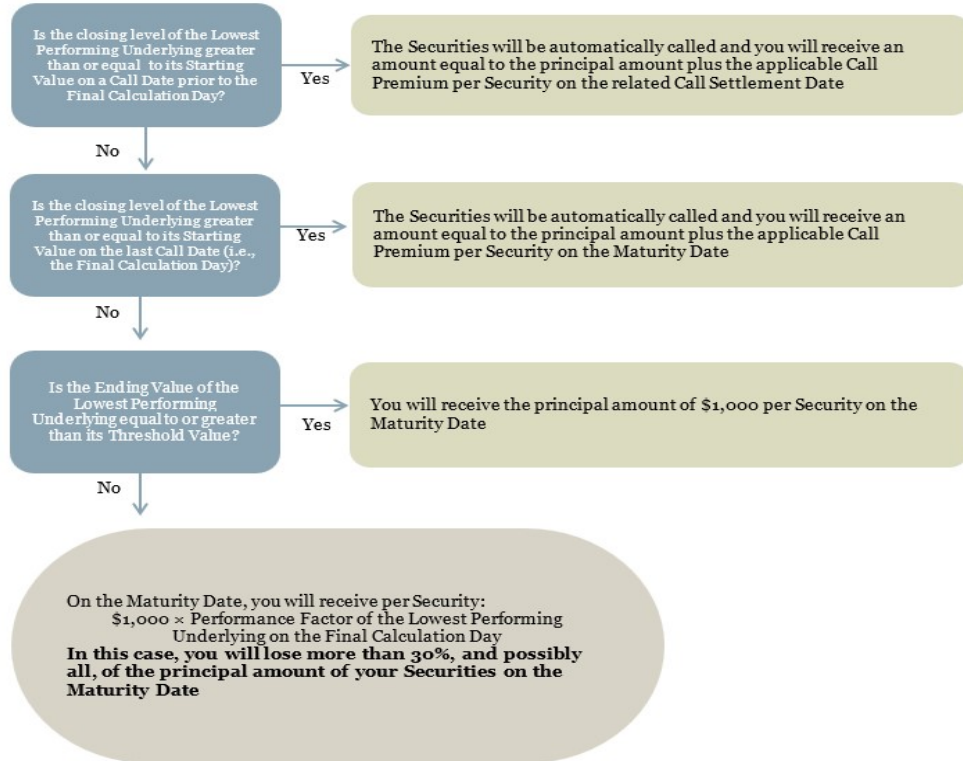 Is the closing level of the Lowest
Performing Underlying greater
than or equal to its Starting
Value on a Call Date prior to the
Final Calculation Day?
Yes
The Securities will be automatically called and you will receive an
amount equal to the principal amount plus the applicable Call
Premium per Security on the related Call Settlement Date
No
Is the closing level of the Lowest
Performing Underlying greater
than or equal to its Starting
Value on the last Call Date (i.e.,
the Final Calculation Day)?
Yes
The Securities will be automatically called and you will receive an
amount equal to the principal amount plus the applicable Call
Premium per Security on the Maturity Date
No
Is the Ending Value of the
Lowest Performing
Underlying equal to or greater
than its Threshold Value?
Yes
You will receive the principal amount of $1,000 per Security on the
Maturity Date
No
On the Maturity Date, you will receive per Security:
$1,000 × Performance Factor of the Lowest Performing
Underlying on the Final Calculation Day
In this case, you will lose more than 30%, and possibly
all, of the principal amount of your Securities on the
Maturity Date